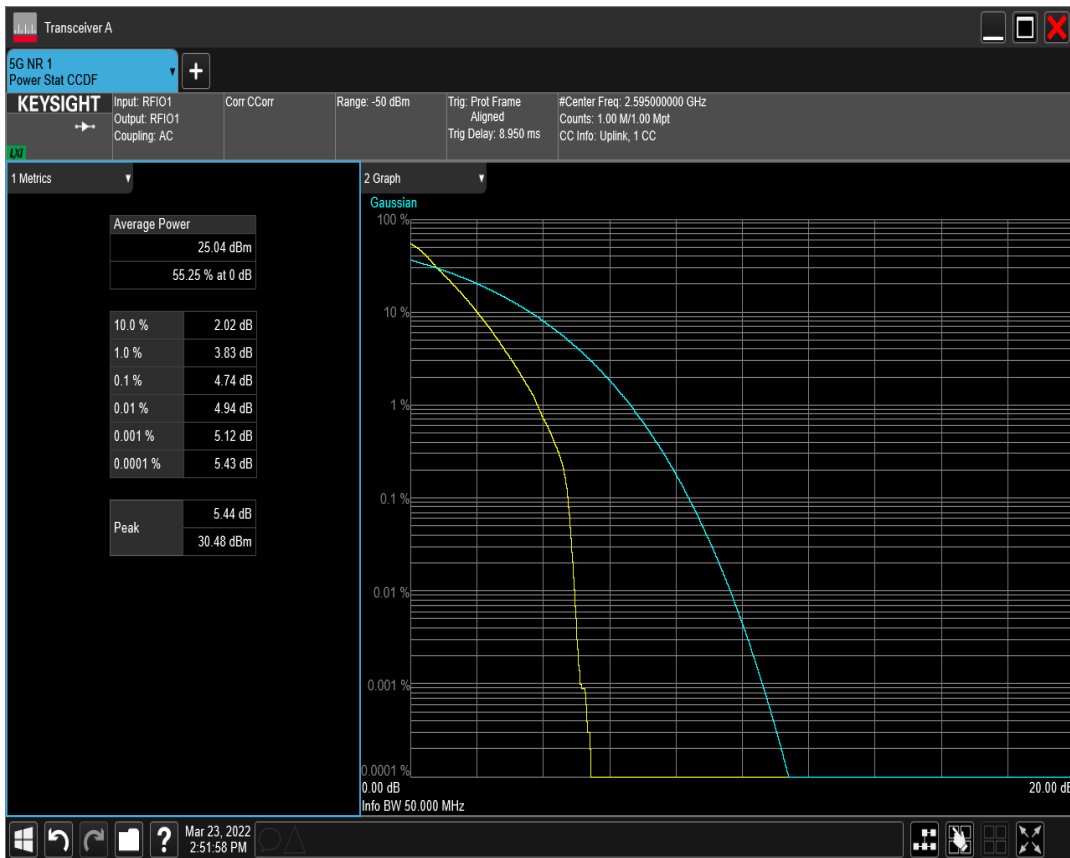 Transceiver A
5G NR 1
Power Stat CCDF
KEYSIGHT
LXI
Input: RFIO1
Output: RFIO1
Coupling: AC
Corr CCorr
Range: -50 dBm
Trig: Prot Frame
Aligned
Trig Delay: 8.950 ms
#Center Freq: 2.595000000 GHz
Counts: 1.00 M/1.00 Mpt
CC Info: Uplink, 1 CC
1 Metrics
Average Power
25.04 dBm
55.25 % at 0 dB
10.0 % 2.02 dB
1.0 % 3.83 dB
0.1 % 4.74 dB
0.01 % 4.94 dB
0.001 % 5.12 dB
0.0001 % 5.43 dB
Peak
5.44 dB
30.48 dBm
2 Graph
Gaussian
100 %
10 %
1 %
0.1 %
0.01 %
0.001 %
0.0001 %
0.00 dB
20.00 dB
Info BW 50.000 MHz
?
Mar 23, 2022
2:51:58 PM